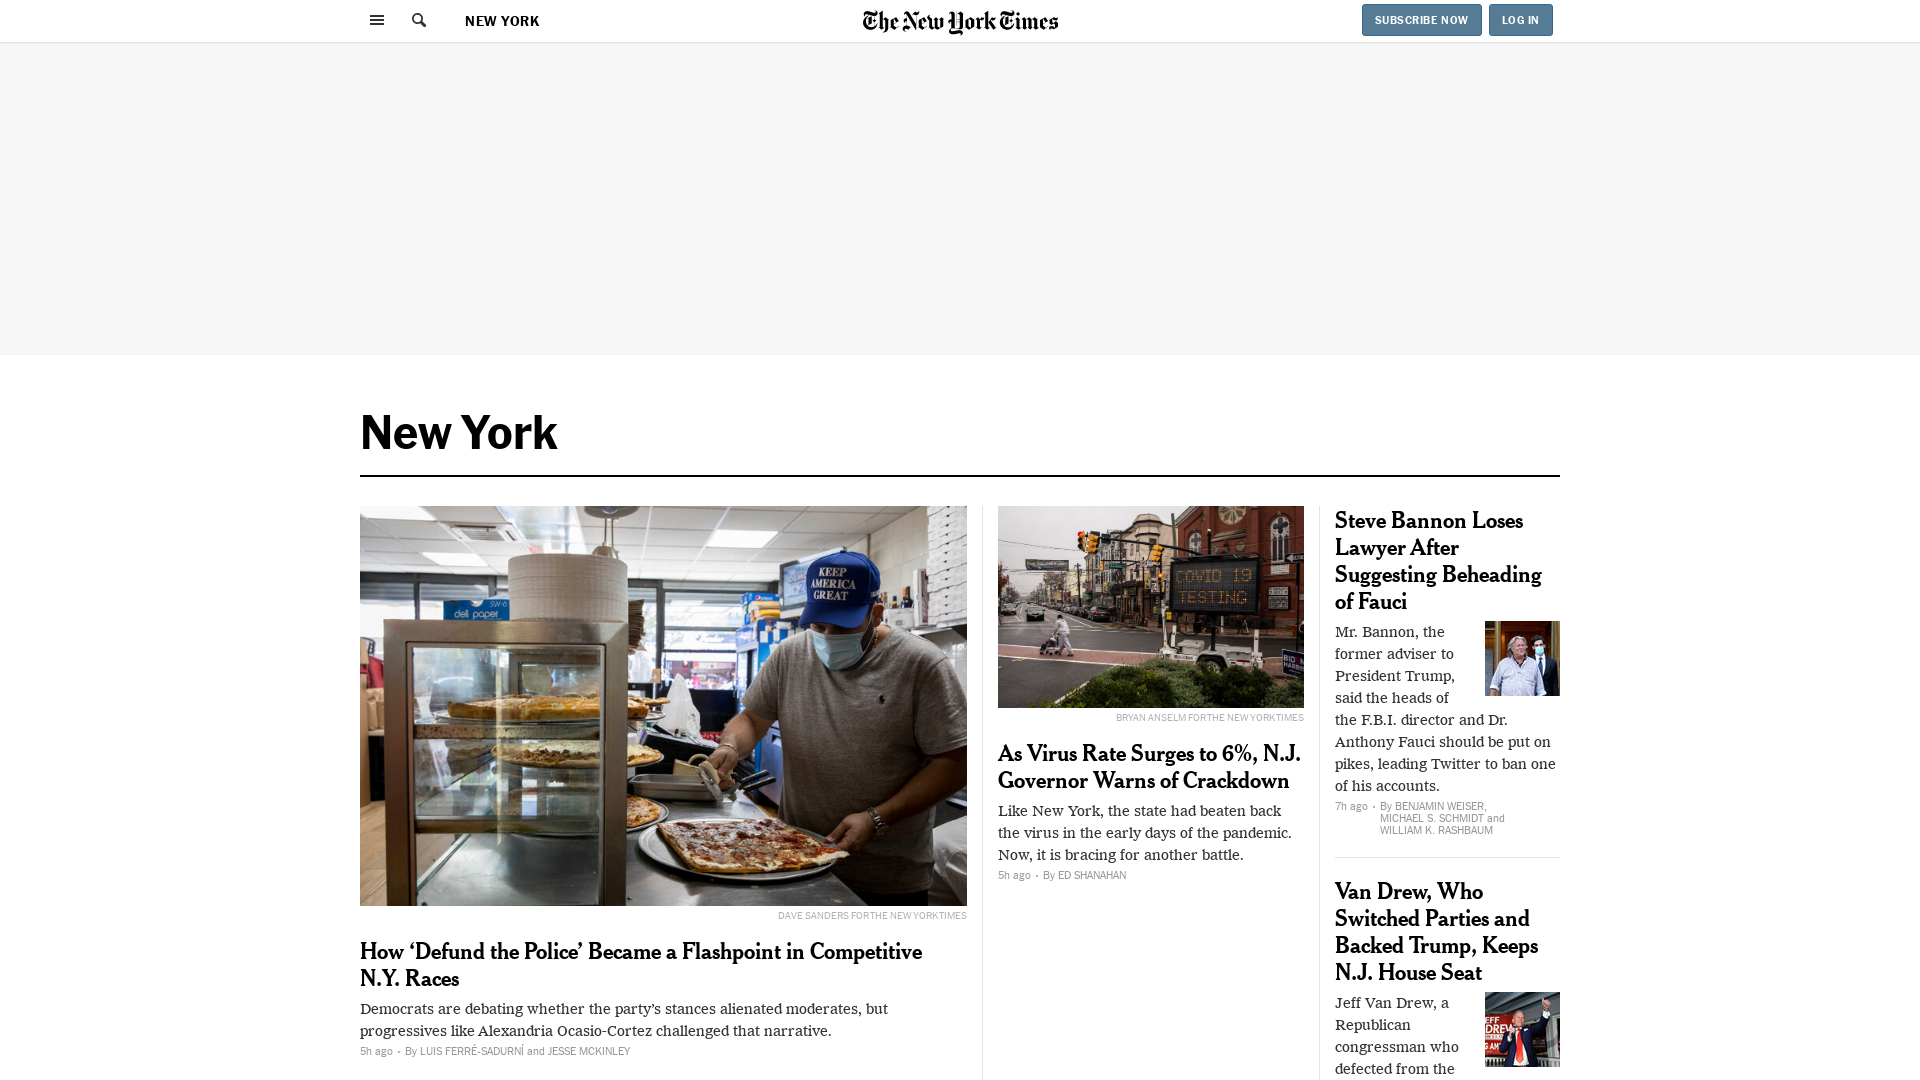 NEW YORK
The New York Times
SUBSCRIBE NOW
LOG IN
New York
KEEP
AMERICA
GREAT
SW-6
deli paper
DAVE SANDERS FOR THE NEW YORK TIMES
How ‘Defund the Police’ Became a Flashpoint in Competitive
N.Y. Races
Democrats are debating whether the party’s stances alienated moderates, but
progressives like Alexandria Ocasio-Cortez challenged that narrative.
5h ago • By LUIS FERRÉ-SADURNÍ and JESSE MCKINLEY
COVID 19
TESTING
BRYAN ANSELM FOR THE NEW YORK TIMES
As Virus Rate Surges to 6%, N.J.
Governor Warns of Crackdown
Like New York, the state had beaten back
the virus in the early days of the pandemic.
Now, it is bracing for another battle.
5h ago • By ED SHANAHAN
Steve Bannon Loses
Lawyer After
Suggesting Beheading
of Fauci
Mr. Bannon, the
former adviser to
President Trump,
said the heads of
the F.B.I. director and Dr.
Anthony Fauci should be put on
pikes, leading Twitter to ban one
of his accounts.
7h ago • By BENJAMIN WEISER,
MICHAEL S. SCHMIDT and
WILLIAM K. RASHBAUM
Van Drew, Who
Switched Parties and
Backed Trump, Keeps
N.J. House Seat
Jeff Van Drew, a
Republican
congressman who
defected from the